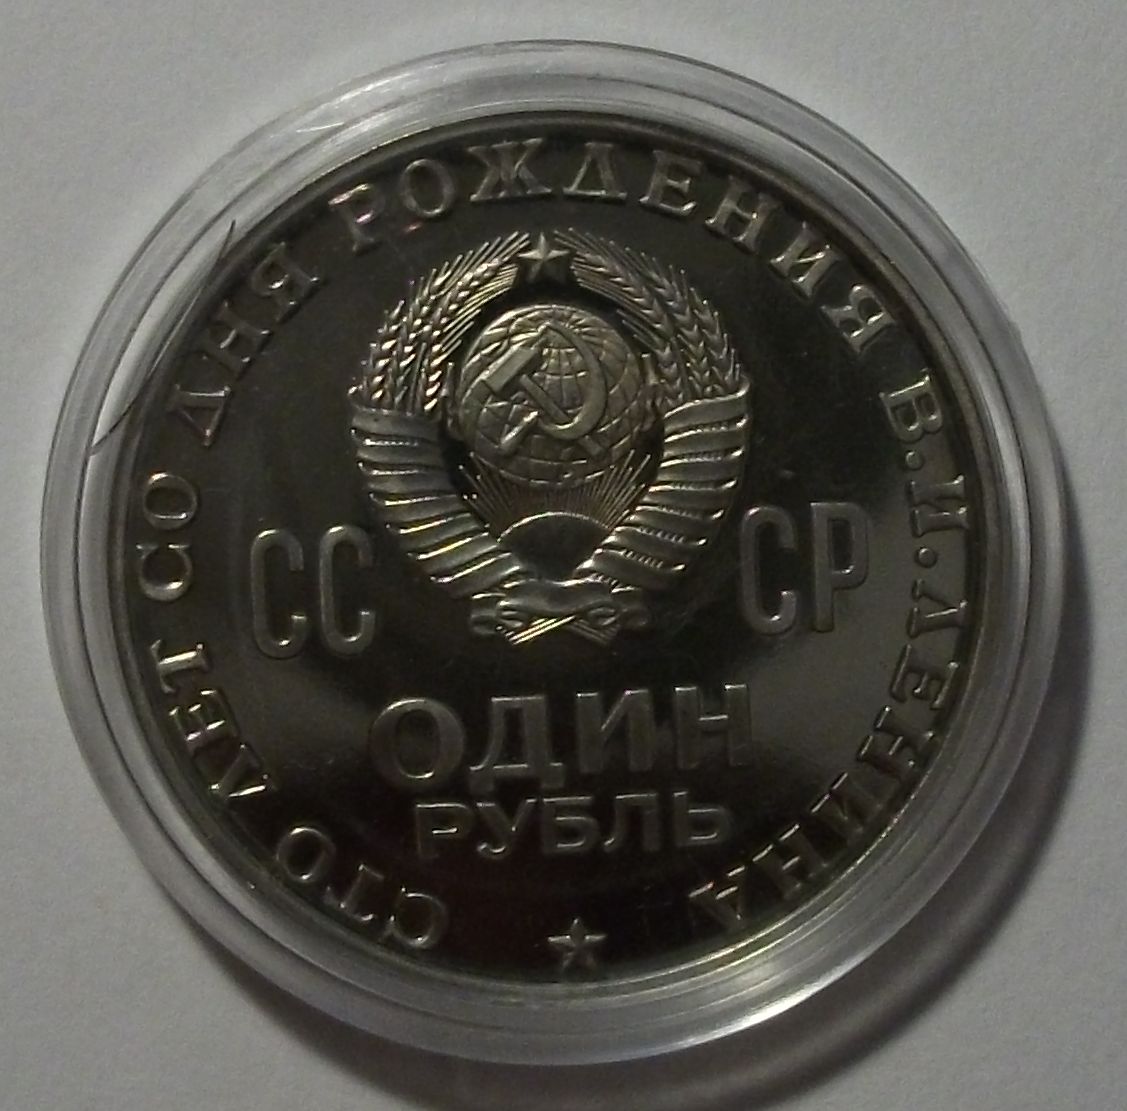 СТО ЛЕТ СО ДНЯ РОЖДЕНИЯ В.И.ЛЕНИНА
СС СР
ОДИН
РУБЛЬ